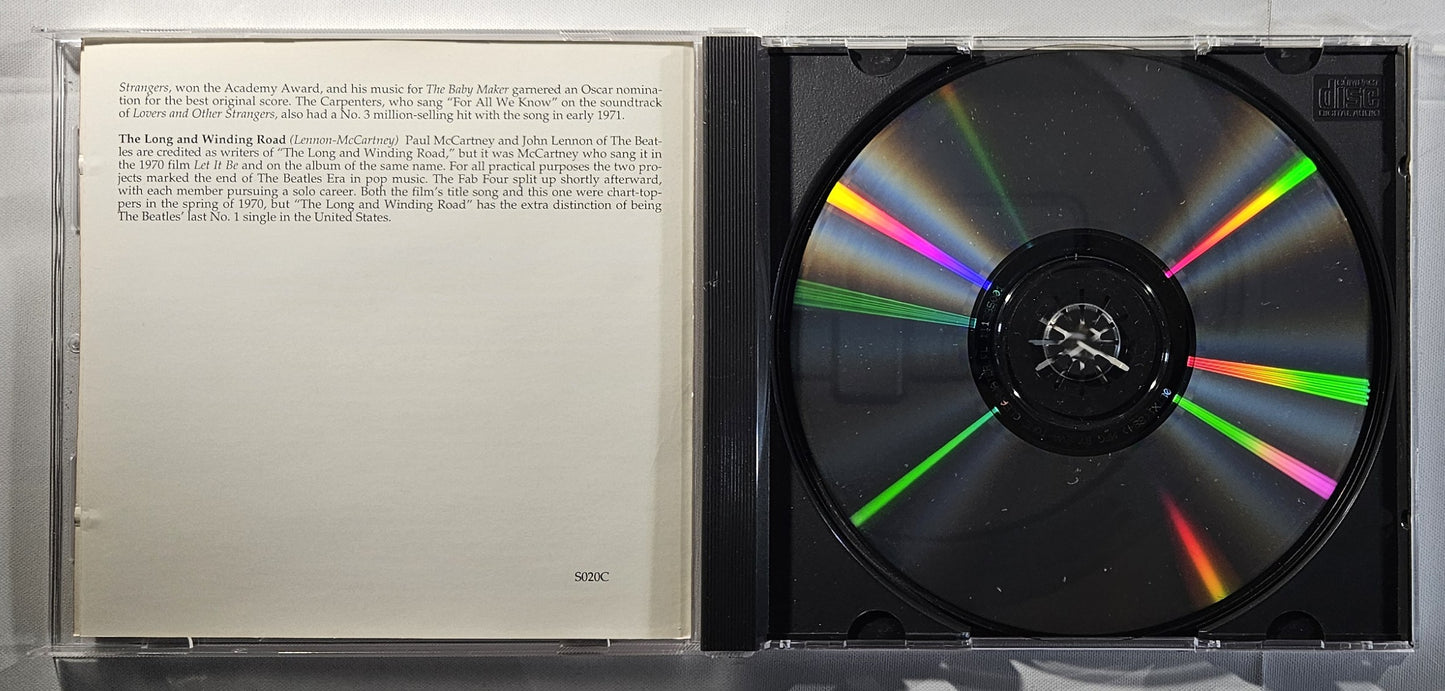 Strangers, won the Academy Award, and his music for The Baby Maker garnered an Oscar nomina-
tion for the best original score. The Carpenters, who sang "For All We Know" on the soundtrack
of Lovers and Other Strangers, also had a No. 3 million-selling hit with the song in early 1971.
The Long and Winding Road (Lennon-McCartney) Paul McCartney and John Lennon of The Beat-
les are credited as writers of "The Long and Winding Road," but it was McCartney who sang it in
the 1970 film Let It Be and on the album of the same name. For all practical purposes the two pro-
jects marked the end of The Beatles Era in pop music. The Fab Four split up shortly afterward,
with each member pursuing a solo career. Both the film's title song and this one were chart-top-
pers in the spring of 1970, but "The Long and Winding Road" has the extra distinction of being
The Beatles' last No. 1 single in the United States.
S020C
COMPACT
disc
DIGITAL AUDIO